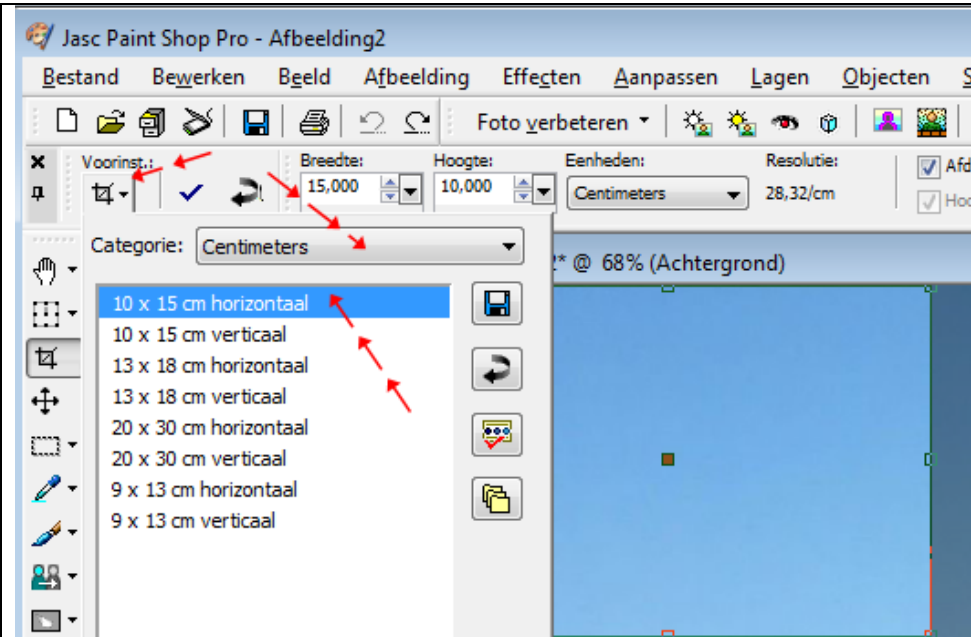 Jasc Paint Shop Pro - Afbeelding2
Bestand Bewerken Beeld Afbeelding Effecten Aanpassen Lagen Objecten
Foto verbeteren
Voorinst.: Breedte: Hoogte: Eenheden: Resolutie:
15,000 10,000 Centimeters 28,32/cm
Categorie: Centimeters
2* @ 68% (Achtergrond)
10 x 15 cm horizontaal
10 x 15 cm verticaal
13 x 18 cm horizontaal
13 x 18 cm verticaal
20 x 30 cm horizontaal
20 x 30 cm verticaal
9 x 13 cm horizontaal
9 x 13 cm verticaal